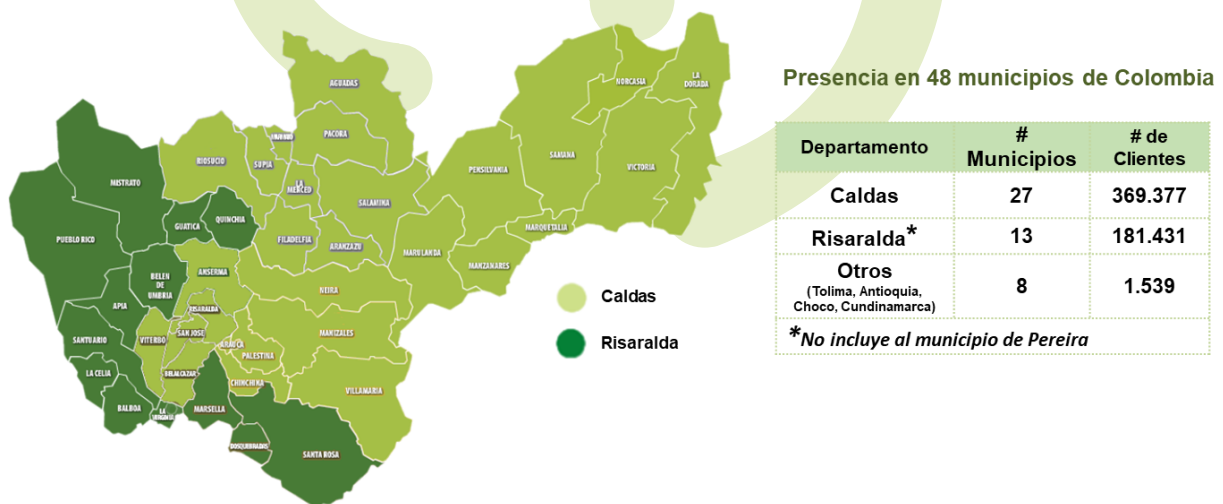 Presencia en 48 municipios de Colombia
Departamento
#
Municipios
# de
Clientes
Caldas
27
369.377
Risaralda*
13
181.431
Otros
(Tolima, Antioquia,
Choco, Cundinamarca)
8
1.539
*No incluye al municipio de Pereira
Caldas
Risaralda
AGUADAS
NORCASIA
LA
DORADA
PACORA
RIOSUCIO
SUPIA
SAMANA
VICTORIA
PENSILVANIA
MISTRATO
LA
MERCED
SALAMINA
GUATICA
QUINCHIA
MARQUETALIA
PUEBLO RICO
FILADELFIA
ARANZAZU
MARULANDA
MANZANARES
BELEN
DE
UMBRIA
ANSERMA
NEIRA
APIA
RISARALDA
SANTUARIO
VITERBO
SAN JOSE
ARAUCA
MANIZALES
PALESTINA
LA CELIA
BELALCAZAR
CHINCHINA
VILLAMARIA
BALBOA
LA
VIRGINIA
MARSELLA
DOSQUEBRADAS
SANTA ROSA